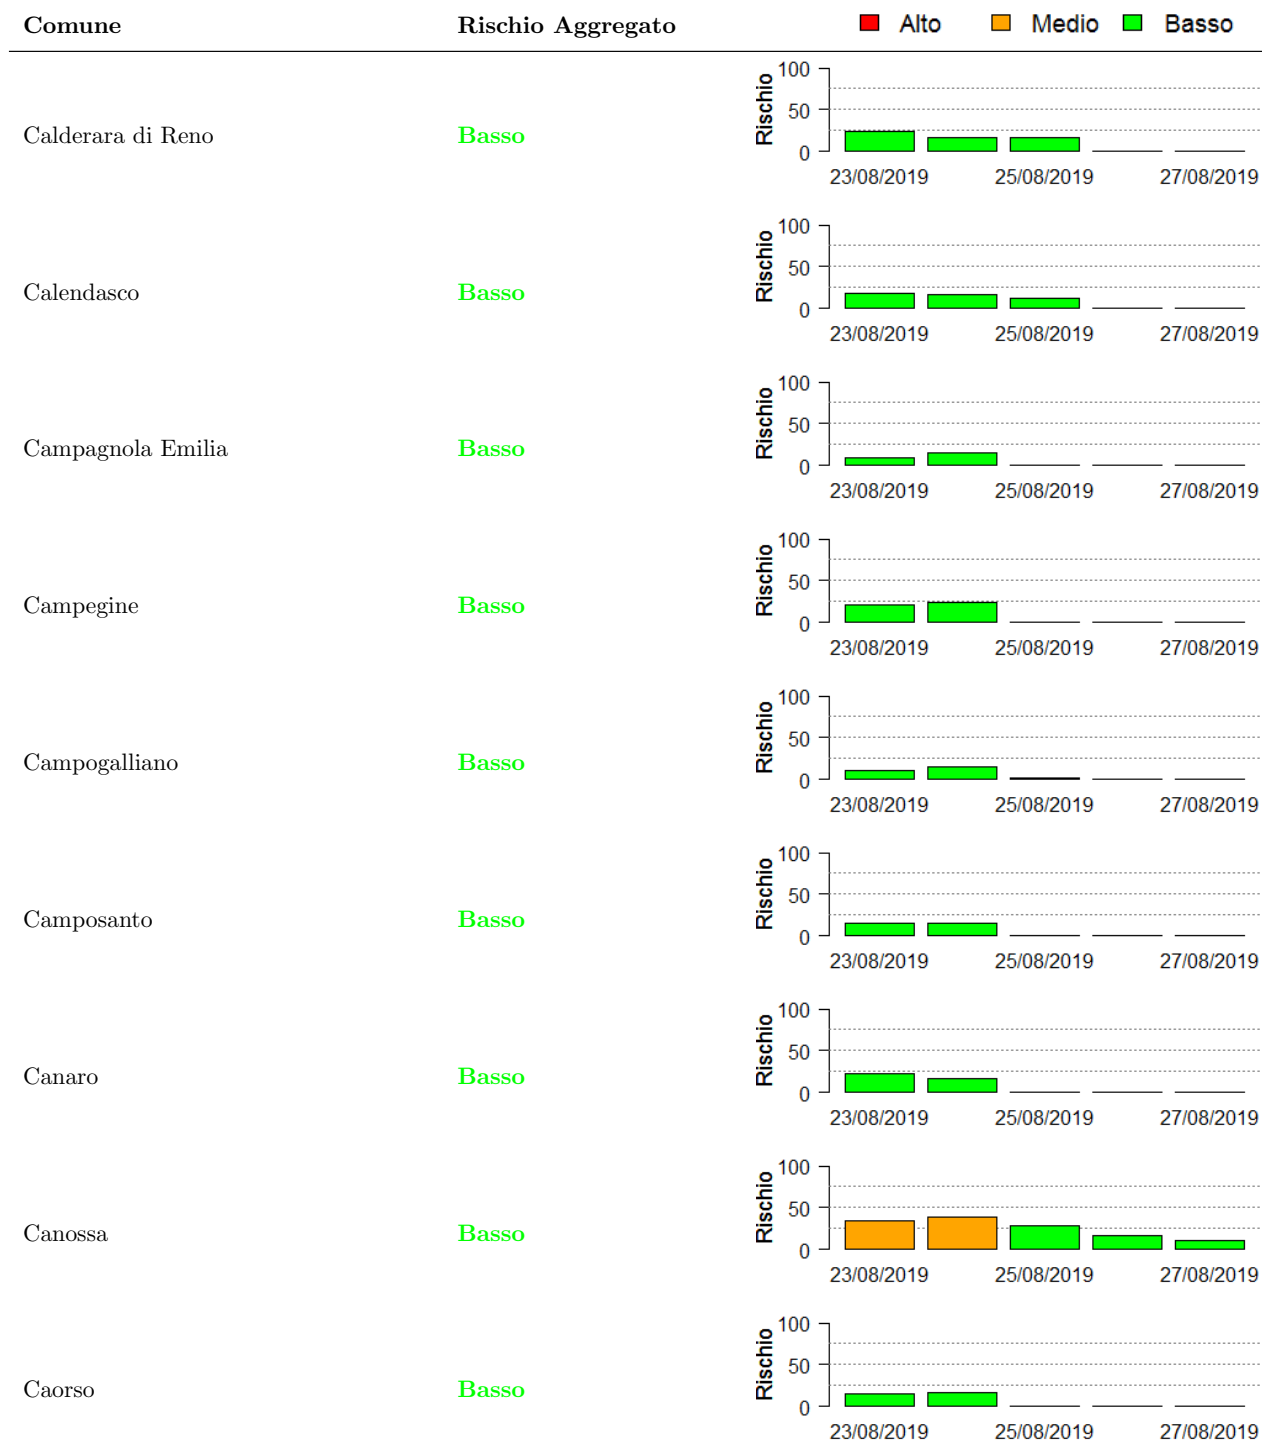 Comune Rischio Aggregato Alto Medio Basso
Calderara di Reno Basso Rischio 100 50 0
23/08/2019 25/08/2019 27/08/2019
Calendasco Basso Rischio 100 50 0
23/08/2019 25/08/2019 27/08/2019
Campagnola Emilia Basso Rischio 100 50 0
23/08/2019 25/08/2019 27/08/2019
Campegine Basso Rischio 100 50 0
23/08/2019 25/08/2019 27/08/2019
Campogalliano Basso Rischio 100 50 0
23/08/2019 25/08/2019 27/08/2019
Camposanto Basso Rischio 100 50 0
23/08/2019 25/08/2019 27/08/2019
Canaro Basso Rischio 100 50 0
23/08/2019 25/08/2019 27/08/2019
Canossa Basso Rischio 100 50 0
23/08/2019 25/08/2019 27/08/2019
Caorso Basso Rischio 100 50 0
23/08/2019 25/08/2019 27/08/2019